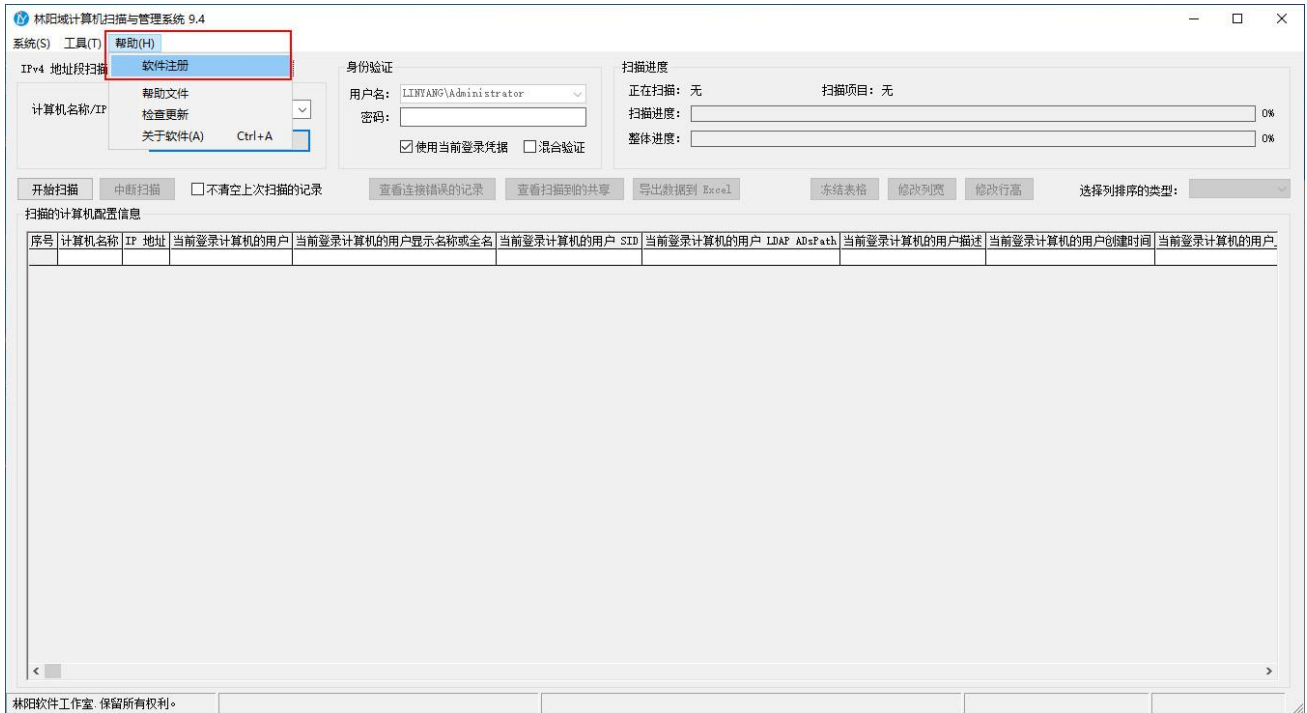 林阳域计算机扫描与管理系统 9.4
系统(S) 工具(T) 帮助(H)
软件注册
帮助文件
检查更新
关于软件(A) Ctrl+A
IPv4 地址段扫描
计算机名称/IP
身份验证
用户名: LINYANG\Administrator
密码:
使用当前登录凭据 混合验证
扫描进度
正在扫描: 无 扫描项目: 无
扫描进度: 0%
整体进度: 0%
开始扫描 中断扫描 不清空上次扫描的记录 查看连接错误的记录 查看扫描到的共享 导出数据到 Excel 冻结表格 修改列宽 修改行高 选择列排序的类型:
扫描的计算机配置信息
序号 计算机名称 IP 地址 当前登录计算机的用户 当前登录计算机的用户显示名称或全名 当前登录计算机的用户 SID 当前登录计算机的用户 LDAP ADsPath 当前登录计算机的用户描述 当前登录计算机的用户创建时间 当前登录计算机的用户
林阳软件工作室.保留所有权利。